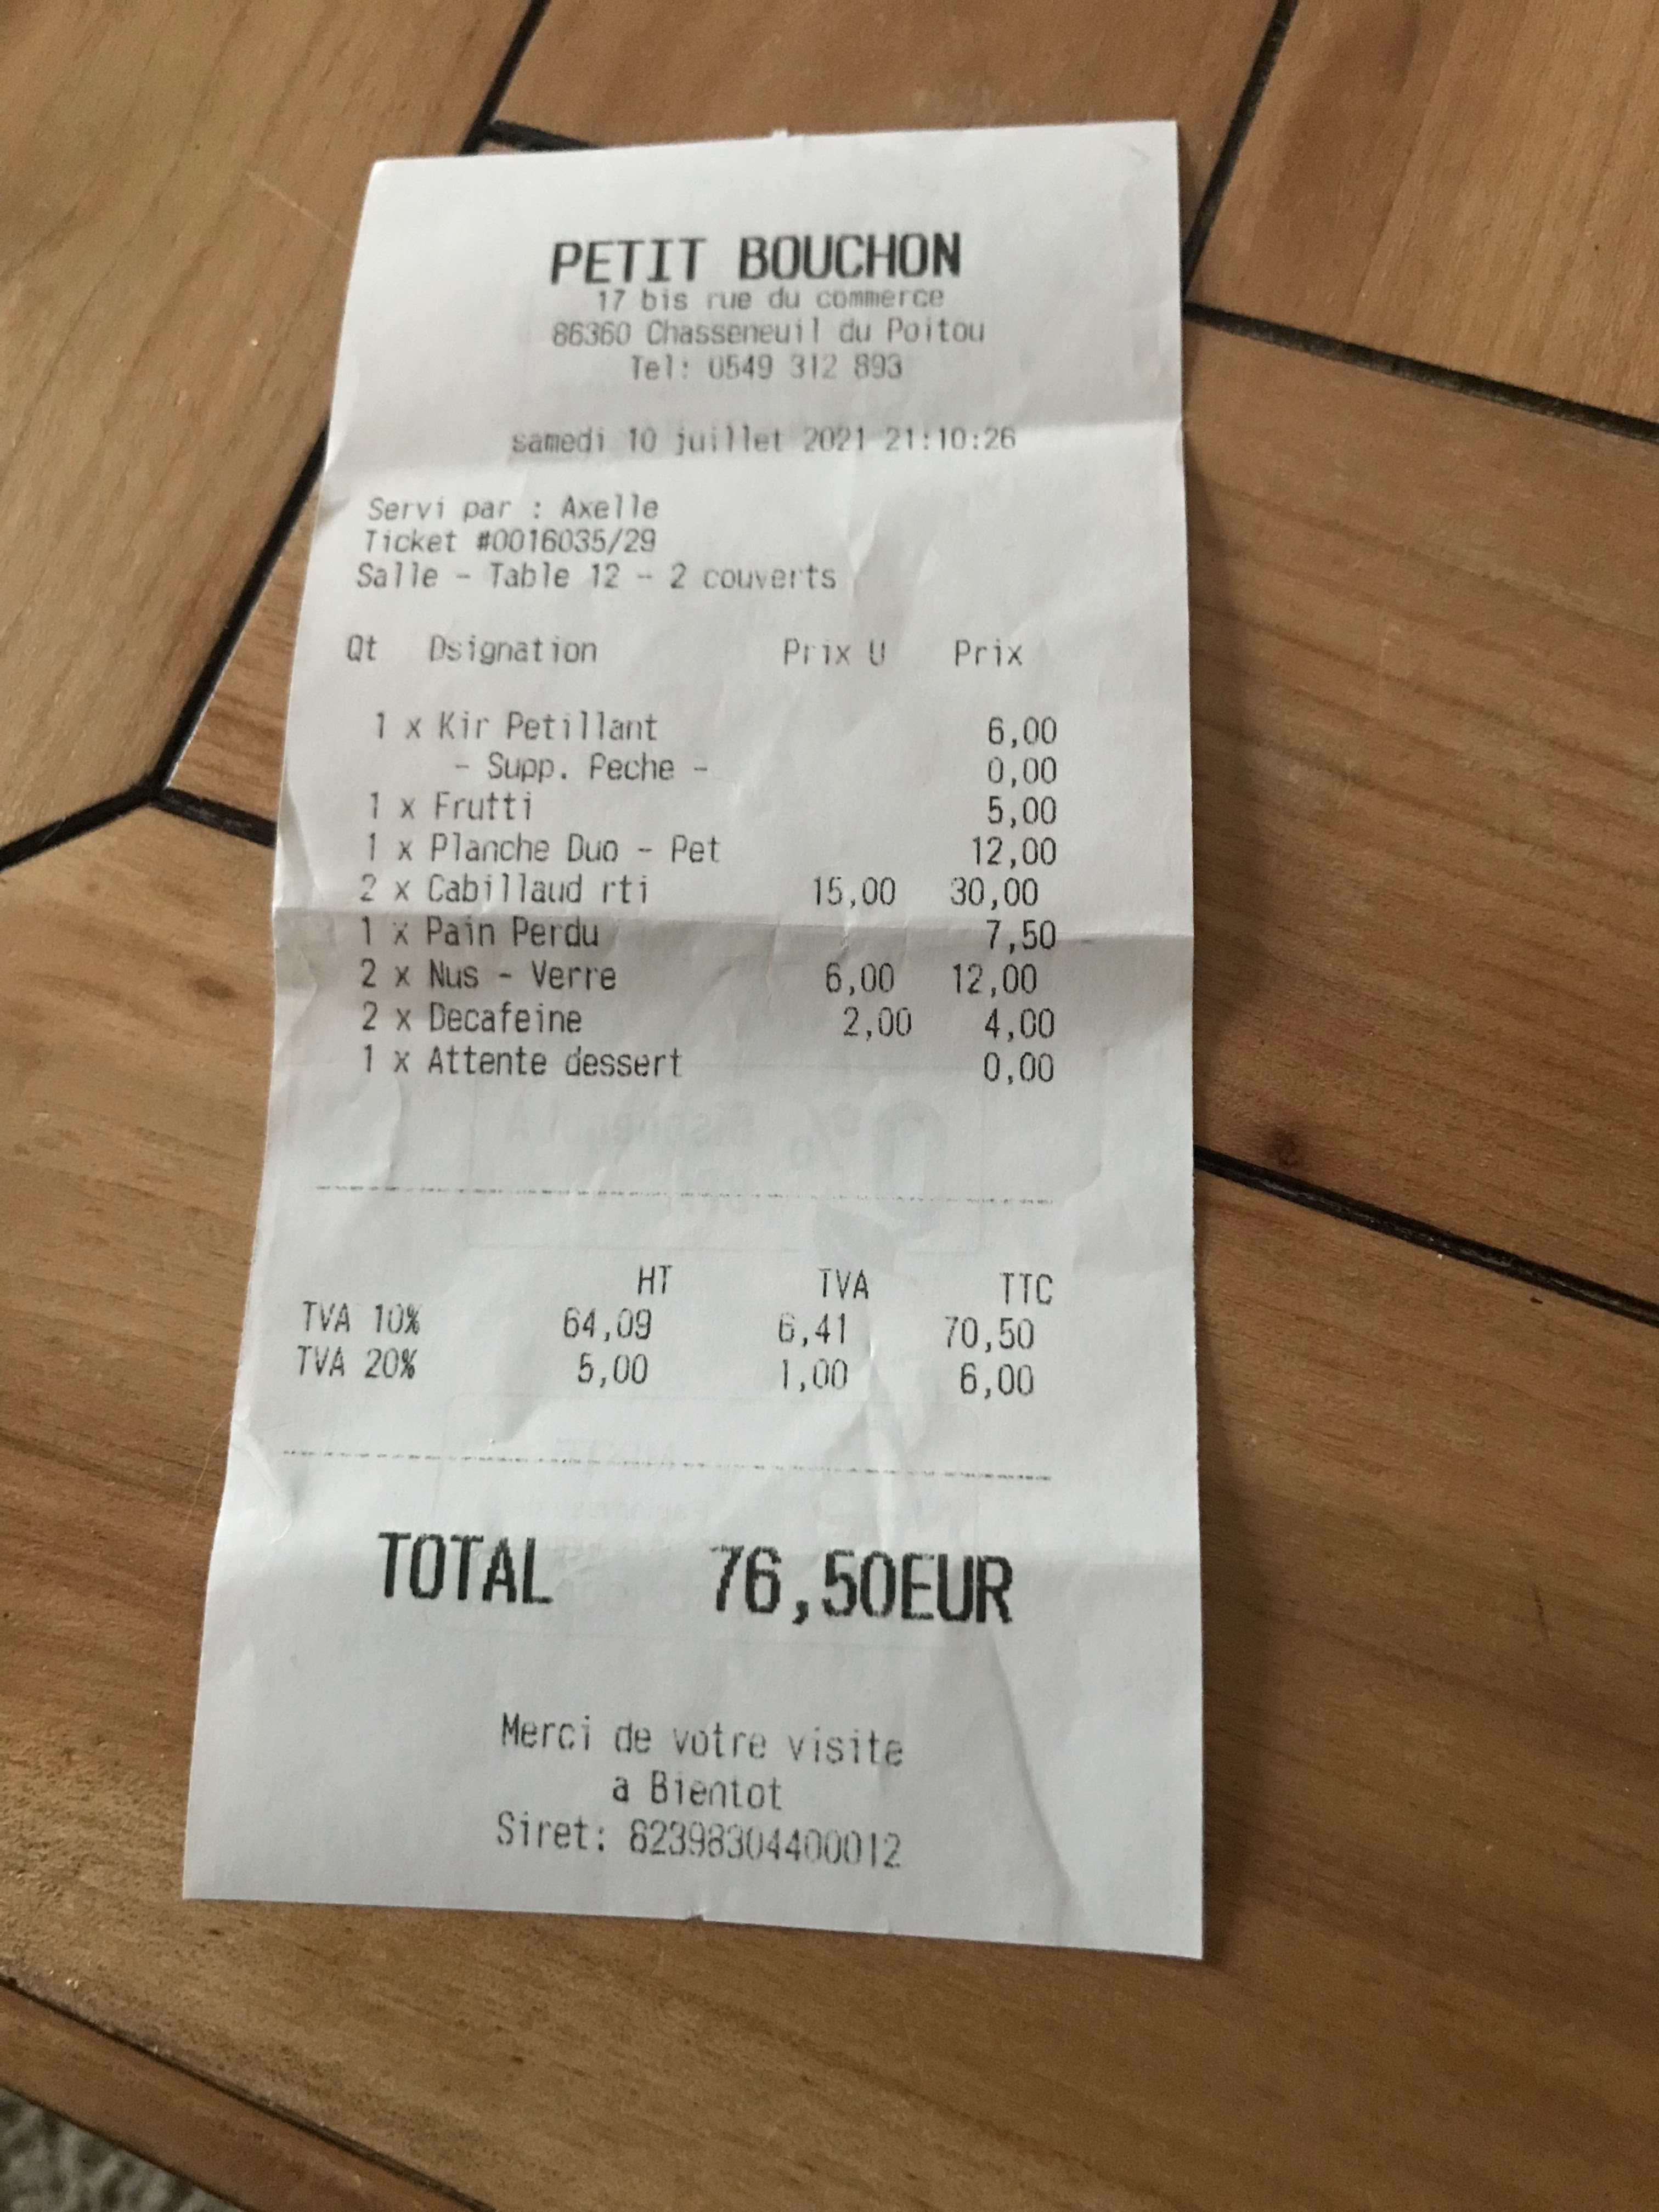 PETIT BOUCHON
17 bis rue du commerce
86360 Chasseneuil du Poitou
Tel: 0549 312 893
samedi 10 juillet 2021 21:10:26
Servi par : Axelle
Ticket #0016035/29
Salle - Table 12 - 2 couverts
Qt Dsignation Prix U Prix
1 x Kir Petillant 6,00
- Supp. Peche - 0,00
1 x Frutti 5,00
1 x Planche Duo - Pet 12,00
2 x Cabillaud rti 15,00 30,00
1 x Pain Perdu 7,50
2 x Nus - Verre 6,00 12,00
2 x Decafeine 2,00 4,00
1 x Attente dessert 0,00
HT TVA TTC
TVA 10% 64,09 6,41 70,50
TVA 20% 5,00 1,00 6,00
TOTAL 76,50EUR
Merci de votre visite
a Bientot
Siret: 82398304400012